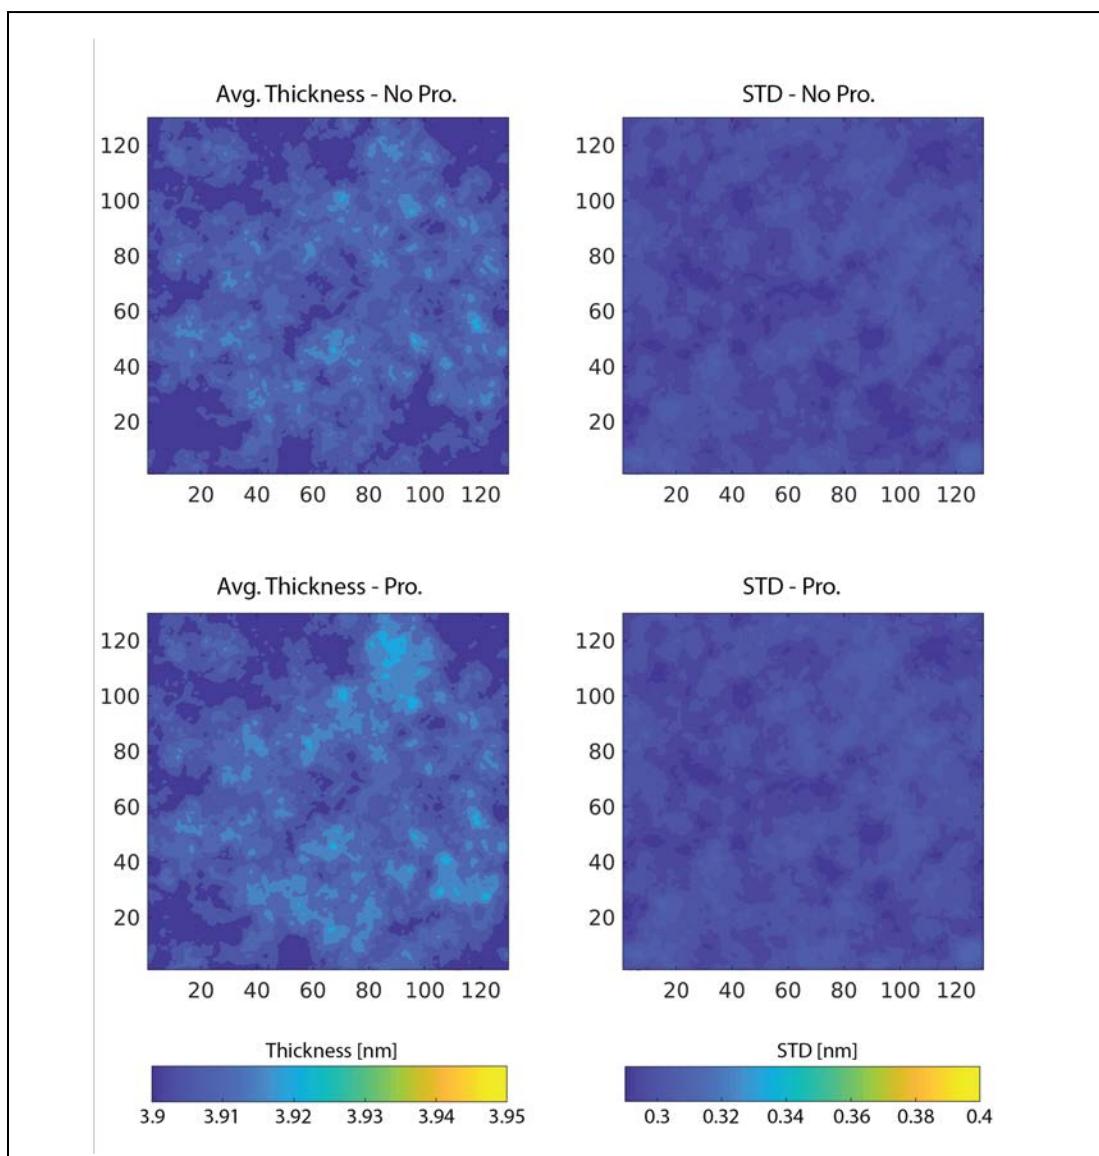 Avg. Thickness - No Pro.
STD - No Pro.
120
100
80
60
40
20
20 40 60 80 100 120
120
100
80
60
40
20
20 40 60 80 100 120
Avg. Thickness - Pro.
STD - Pro.
120
100
80
60
40
20
20 40 60 80 100 120
120
100
80
60
40
20
20 40 60 80 100 120
Thickness [nm]
3.9 3.91 3.92 3.93 3.94 3.95
STD [nm]
0.3 0.32 0.34 0.36 0.38 0.4